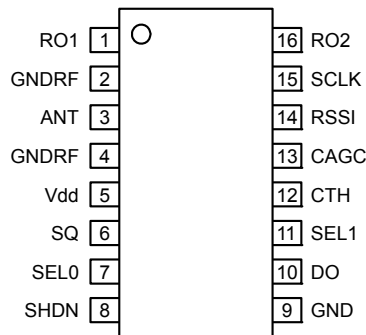 RO1 1 16 RO2
GNDRF 2 15 SCLK
ANT 3 14 RSSI
GNDRF 4 13 CAGC
Vdd 5 12 CTH
SQ 6 11 SEL1
SEL0 7 10 DO
SHDN 8 9 GND